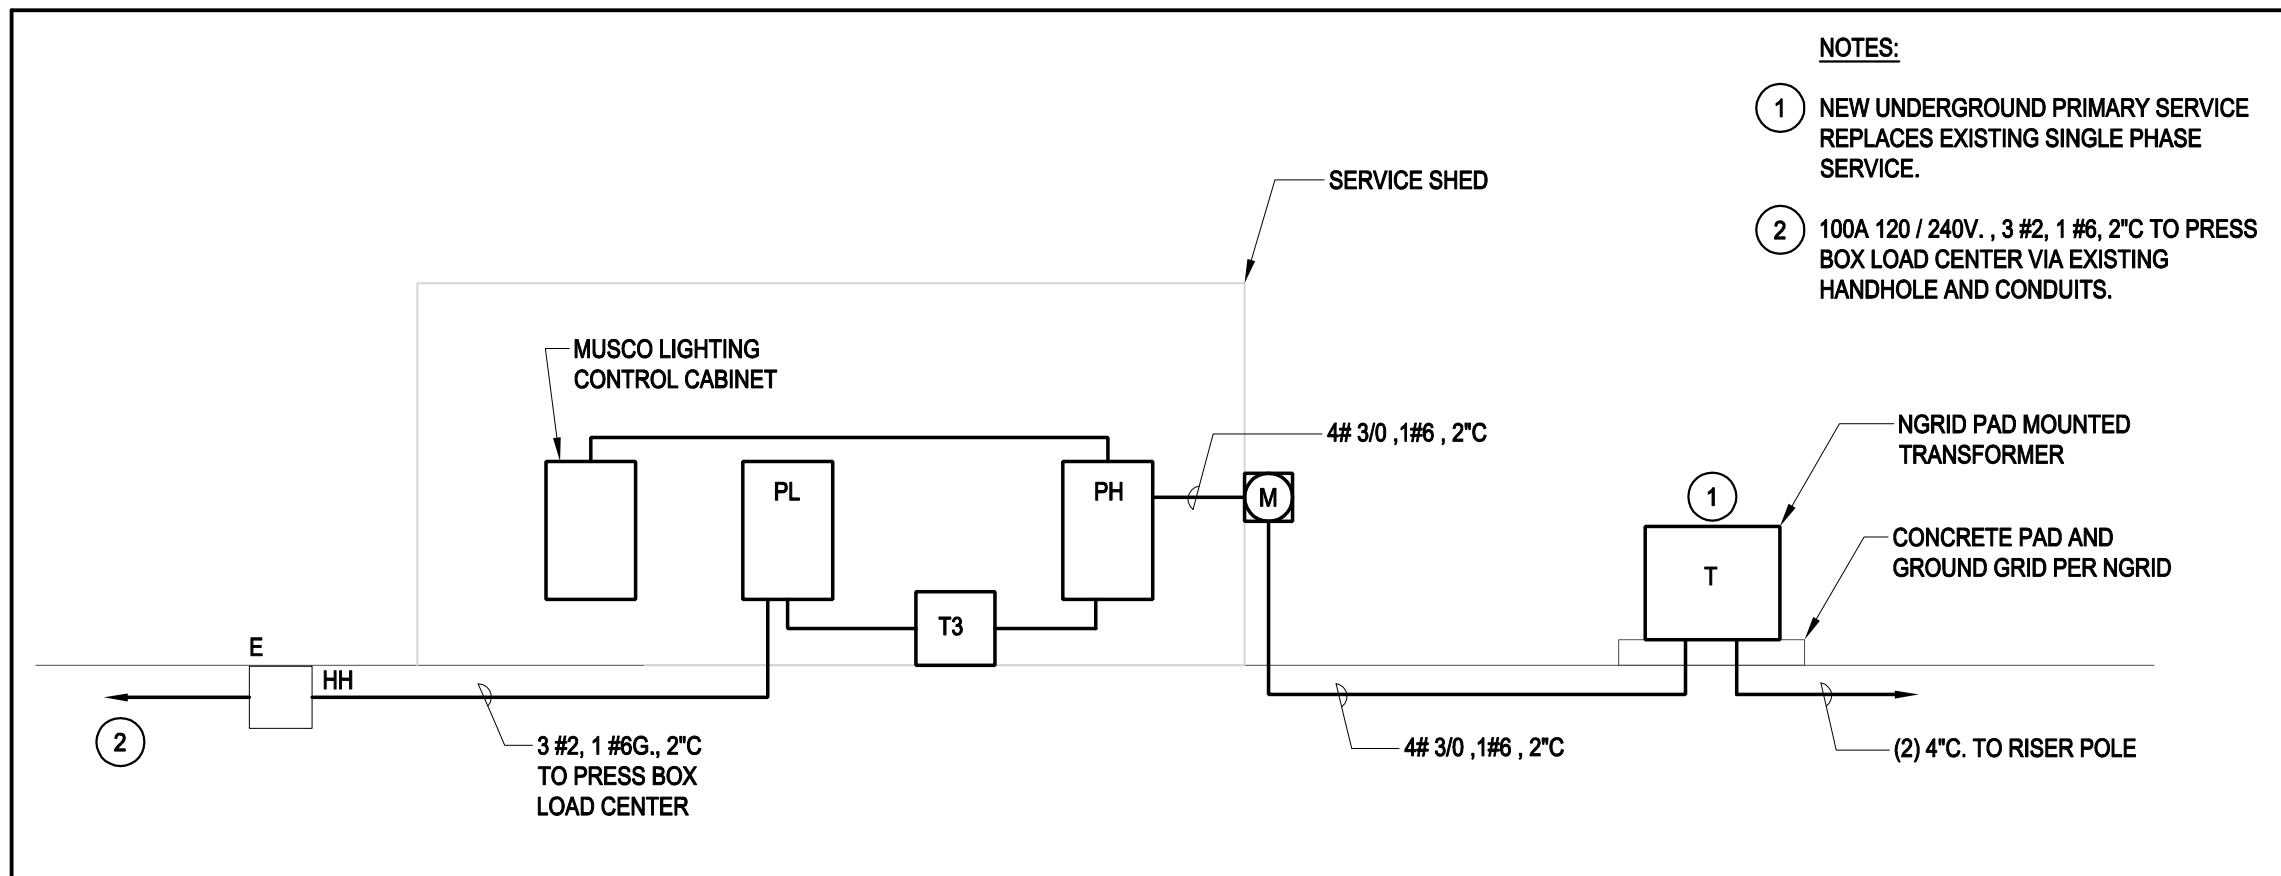 NOTES:
1 NEW UNDERGROUND PRIMARY SERVICE
REPLACES EXISTING SINGLE PHASE
SERVICE.
2 100A 120 / 240V. , 3 #2, 1 #6, 2"C TO PRESS
BOX LOAD CENTER VIA EXISTING
HANDHOLE AND CONDUITS.
SERVICE SHED
MUSCO LIGHTING
CONTROL CABINET
4# 3/0 ,1#6 , 2"C
NGRID PAD MOUNTED
TRANSFORMER
PL
PH
M
1
CONCRETE PAD AND
GROUND GRID PER NGRID
T
T3
E
HH
2
3 #2, 1 #6G., 2"C
TO PRESS BOX
LOAD CENTER
4# 3/0 ,1#6 , 2"C
(2) 4"C. TO RISER POLE